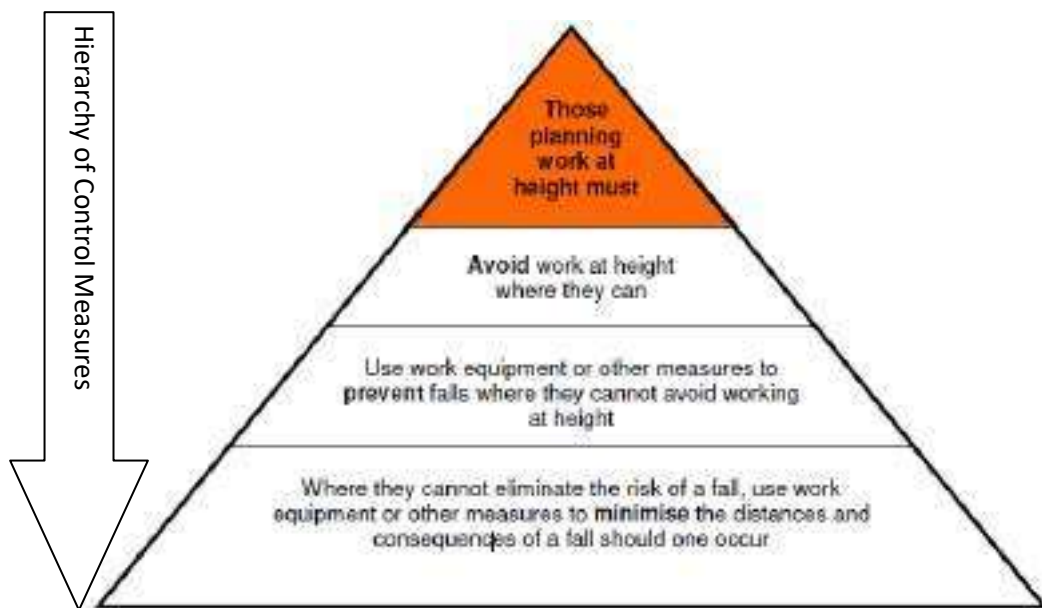 Hierarchy of Control Measures
Those
planning
work at
height must
Avoid work at height
where they can
Use work equipment or other measures to
prevent falls where they cannot avoid working
at height
Where they cannot eliminate the risk of a fall, use work
equipment or other measures to minimise the distances and
consequences of a fall should one occur